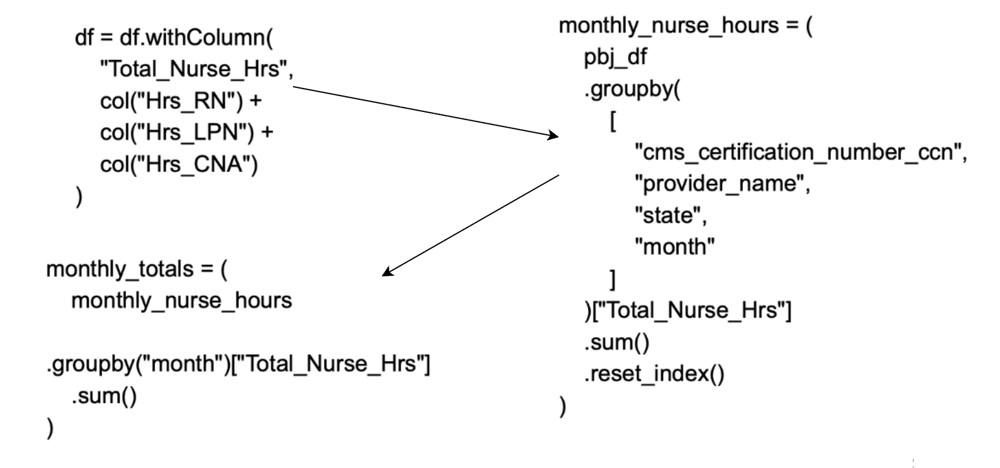 df = df.withColumn(
"Total_Nurse_Hrs",
col("Hrs_RN") +
col("Hrs_LPN") +
col("Hrs_CNA")
)
monthly_nurse_hours = (
pbj_df
.groupby(
[
"cms_certification_number_ccn",
"provider_name",
"state",
"month"
]
)["Total_Nurse_Hrs"]
.sum()
.reset_index()
)
monthly_totals = (
monthly_nurse_hours
.groupby("month")["Total_Nurse_Hrs"]
.sum()
)